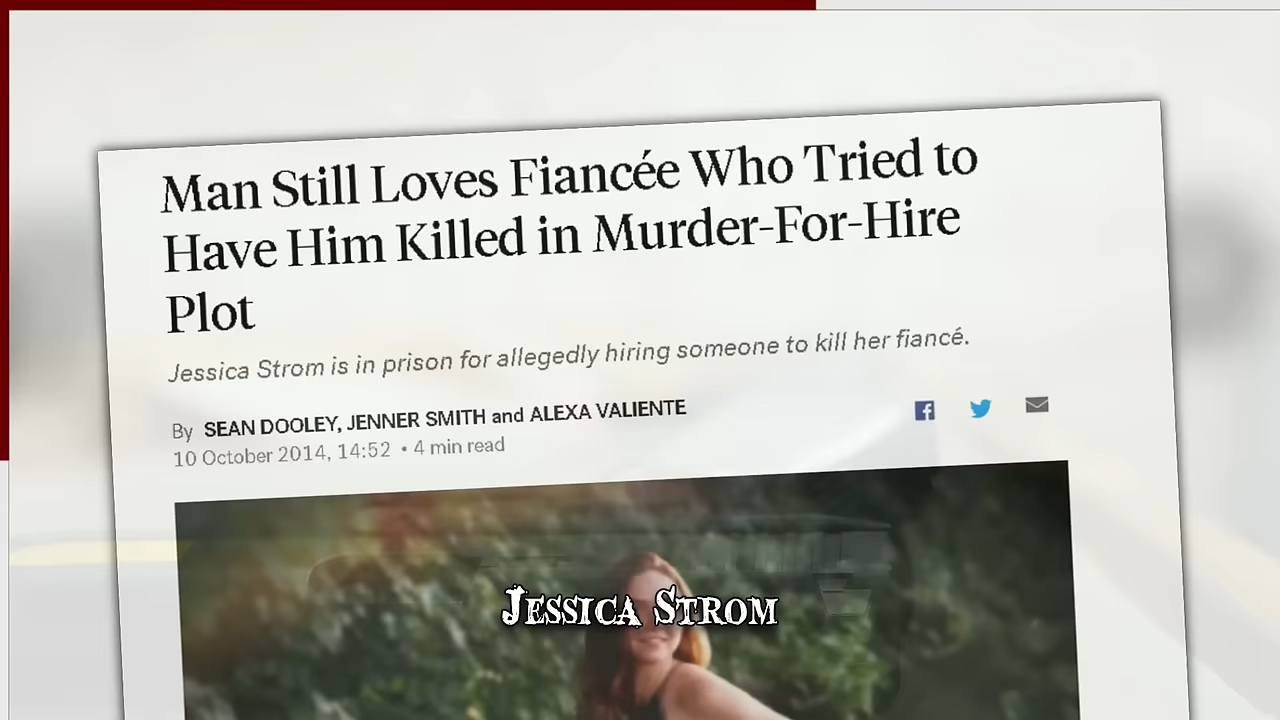 Man Still Loves Fiancée Who Tried to
Have Him Killed in Murder-For-Hire
Plot
Jessica Strom is in prison for allegedly hiring someone to kill her fiancé.
By SEAN DOOLEY, JENNER SMITH and ALEXA VALIENTE
10 October 2014, 14:52 • 4 min read
Jessica Strom